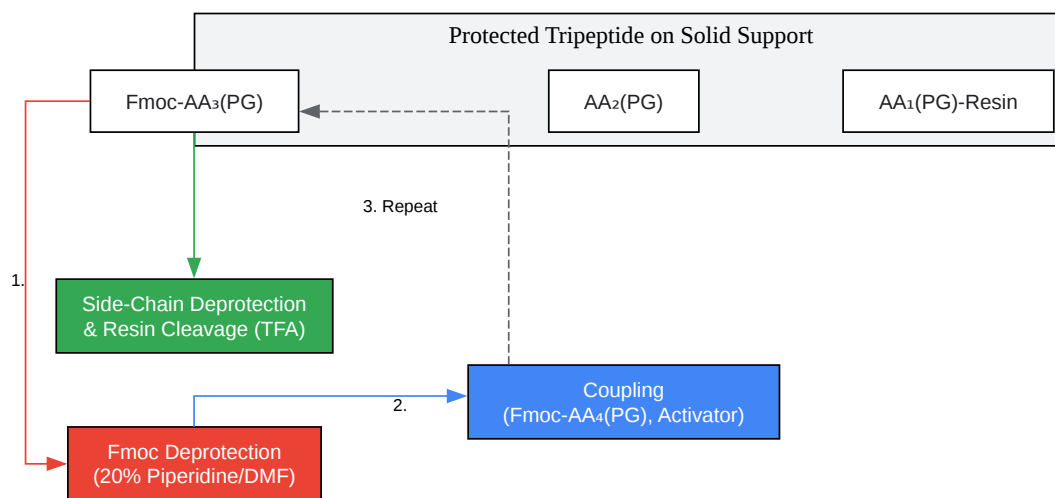 Protected Tripeptide on Solid Support
Fmoc-AA₃(PG)
AA₂(PG)
AA₁(PG)-Resin
3. Repeat
1.
Side-Chain Deprotection
& Resin Cleavage (TFA)
Coupling
(Fmoc-AA₄(PG), Activator)
2.
Fmoc Deprotection
(20% Piperidine/DMF)